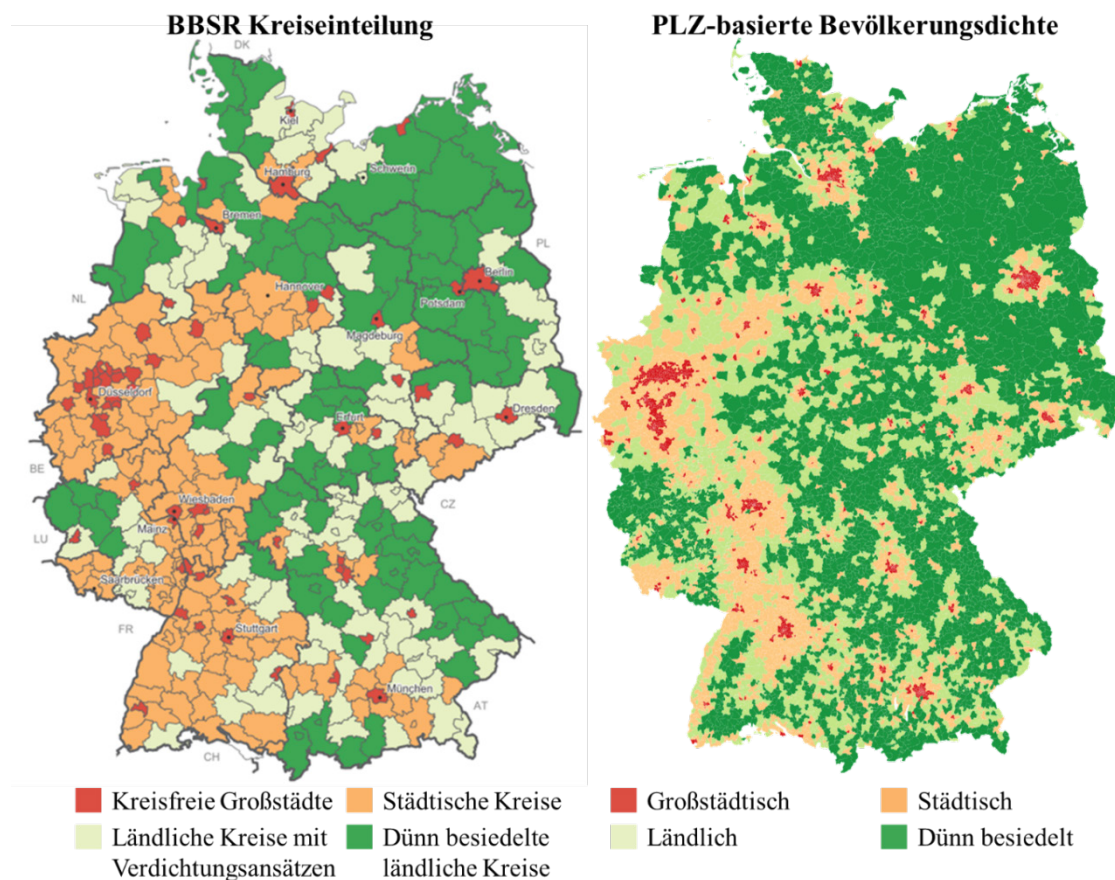 BBSR Kreiseinteilung
PLZ-basierte Bevölkerungsdichte
DK
Kiel
Schwerin
Hamburg
Bremen
PL
Berlin
Hannover
Potsdam
NL
Magdeburg
Düsseldorf
Dresden
Erfurt
BE
Wiesbaden
CZ
Mainz
LU
Saarbrücken
FR
Stuttgart
München
AT
CH
Kreisfreie Großstädte
Städtische Kreise
Ländliche Kreise mit
Verdichtungsansätzen
Dünn besiedelte
ländliche Kreise
Großstädtisch
Städtisch
Ländlich
Dünn besiedelt